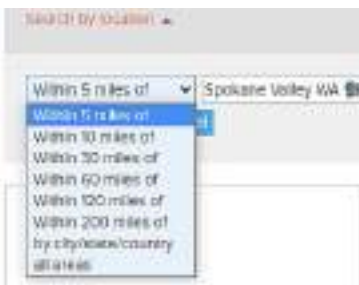 Search by location
Within 5 miles of Spokane Valley WA
Within 5 miles of
Within 10 miles of
Within 30 miles of
Within 60 miles of
Within 120 miles of
Within 200 miles of
by city/state/country
all areas